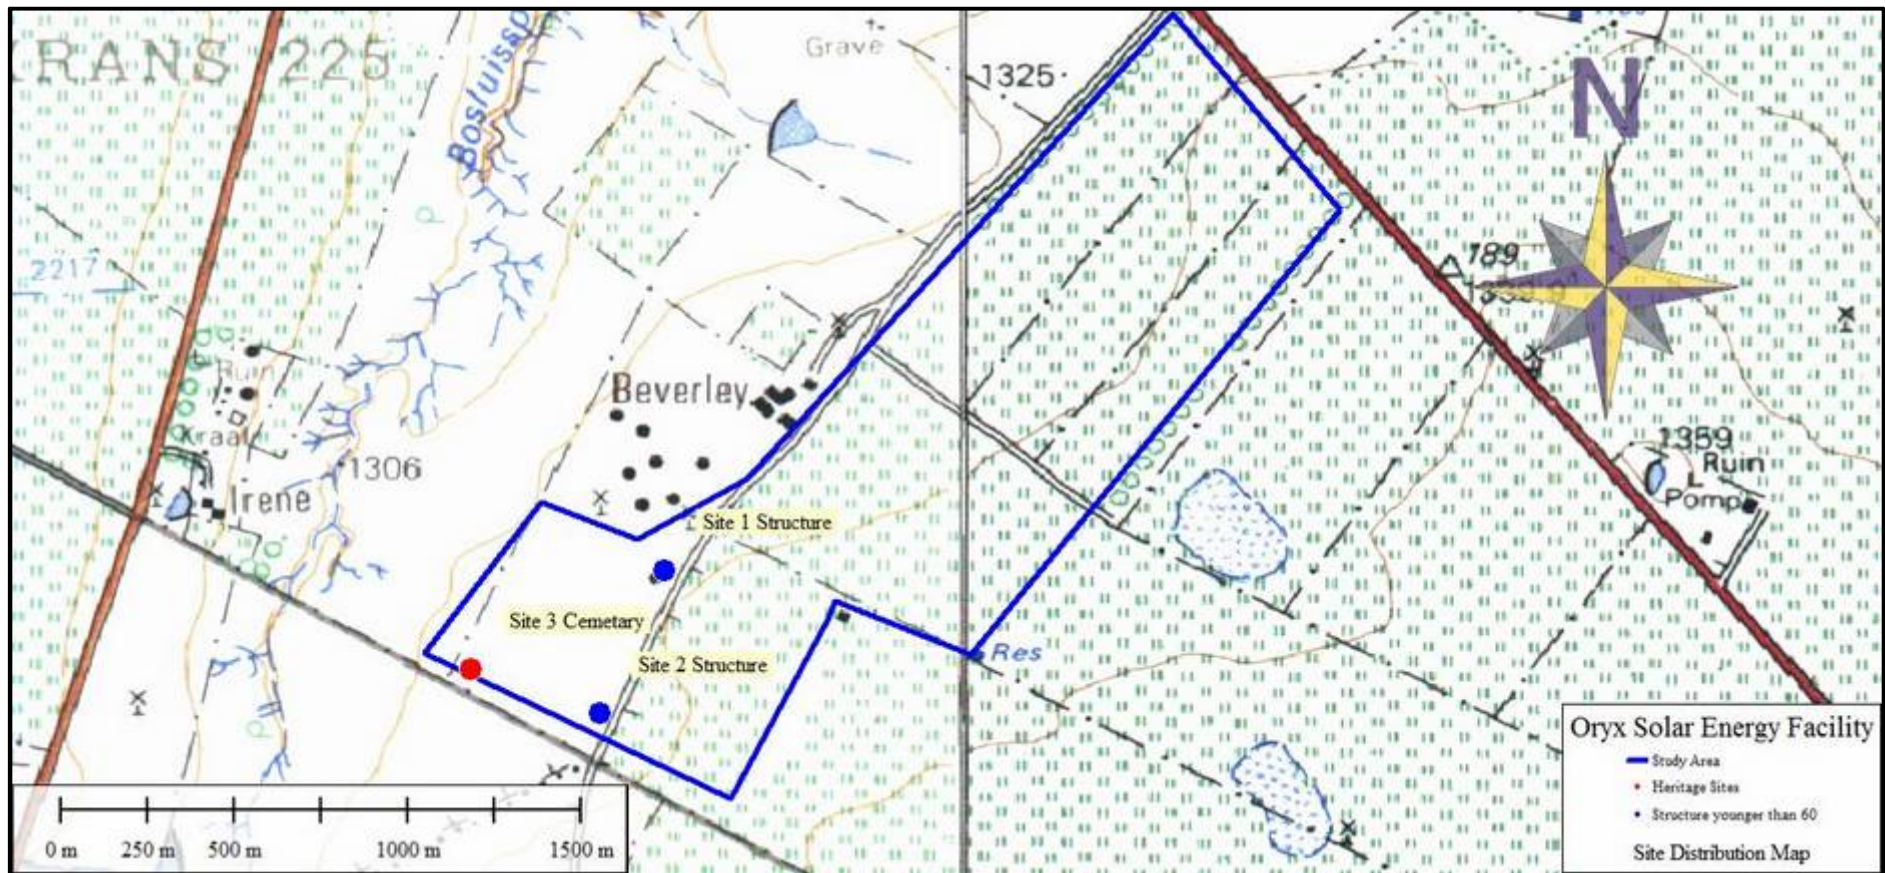 KRANS 225
Grave
Bosluissp
1325
N
189
2217
Ruin
Beverley
Kraal
1306
1359
Ruin
Pomp
Irene
Site 1 Structure
Site 3 Cemetary
Site 2 Structure
Res
Oryx Solar Energy Facility
Study Area
Heritage Sites
Structure younger than 60
Site Distribution Map
0 m
250 m
500 m
1000 m
1500 m